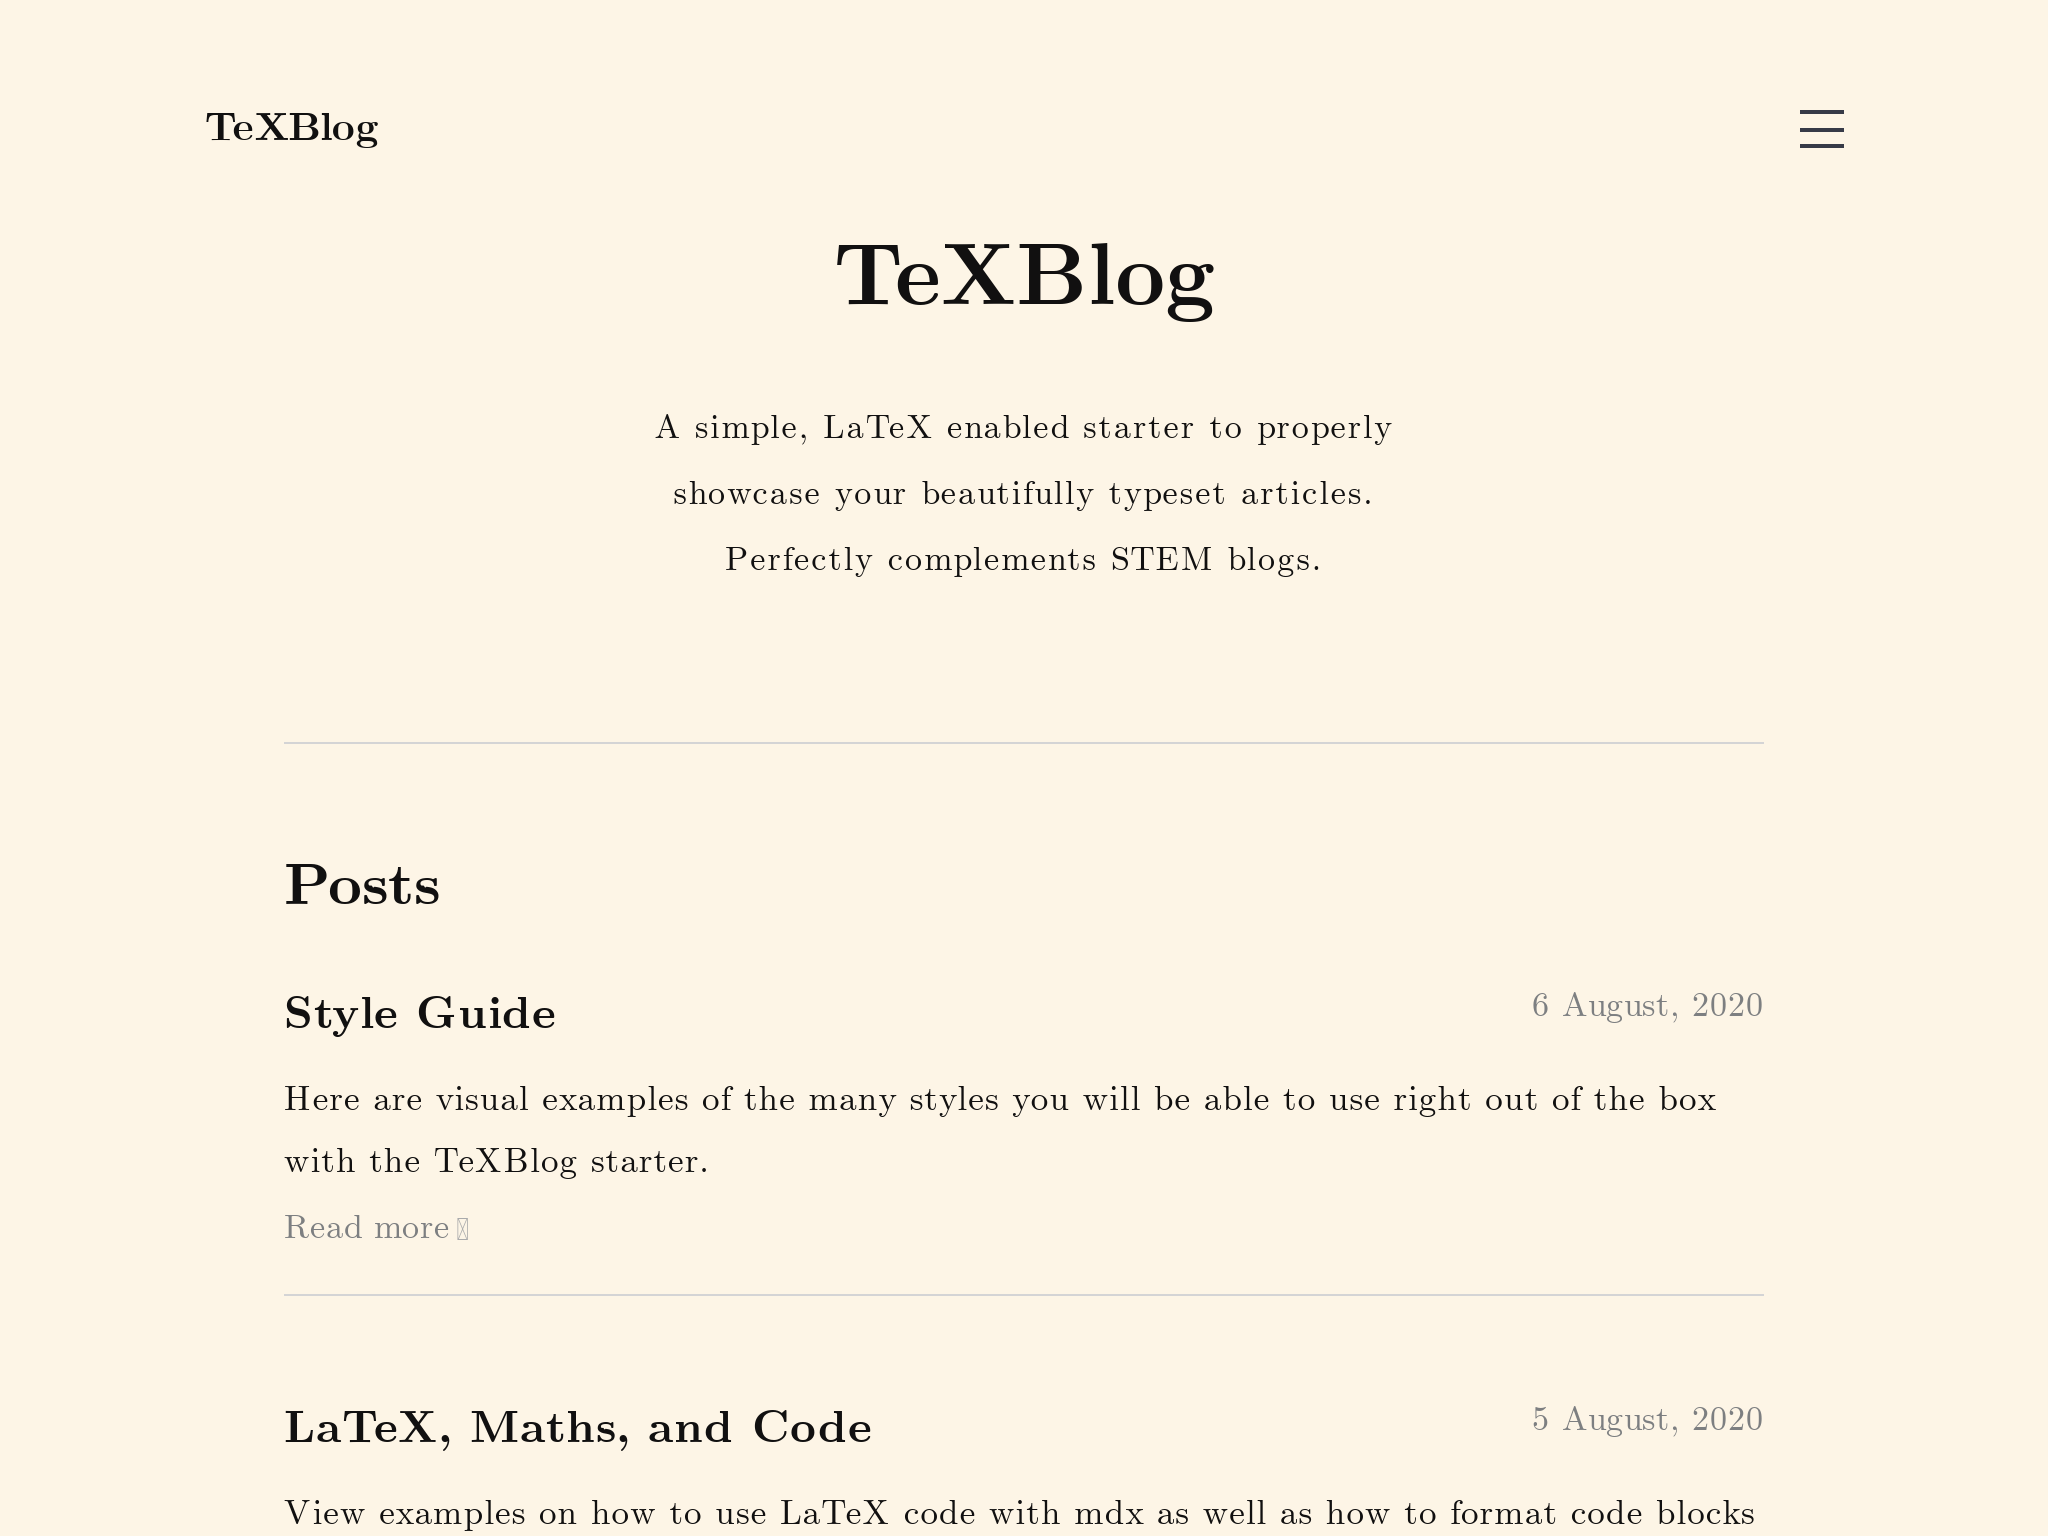 TeXBlog
TeXBlog
A simple, LaTeX enabled starter to properly
showcase your beautifully typeset articles.
Perfectly complements STEM blogs.
Posts
Style Guide
6 August, 2020
Here are visual examples of the many styles you will be able to use right out of the box
with the TeXBlog starter.
Read more
LaTeX, Maths, and Code
5 August, 2020
View examples on how to use LaTeX code with mdx as well as how to format code blocks